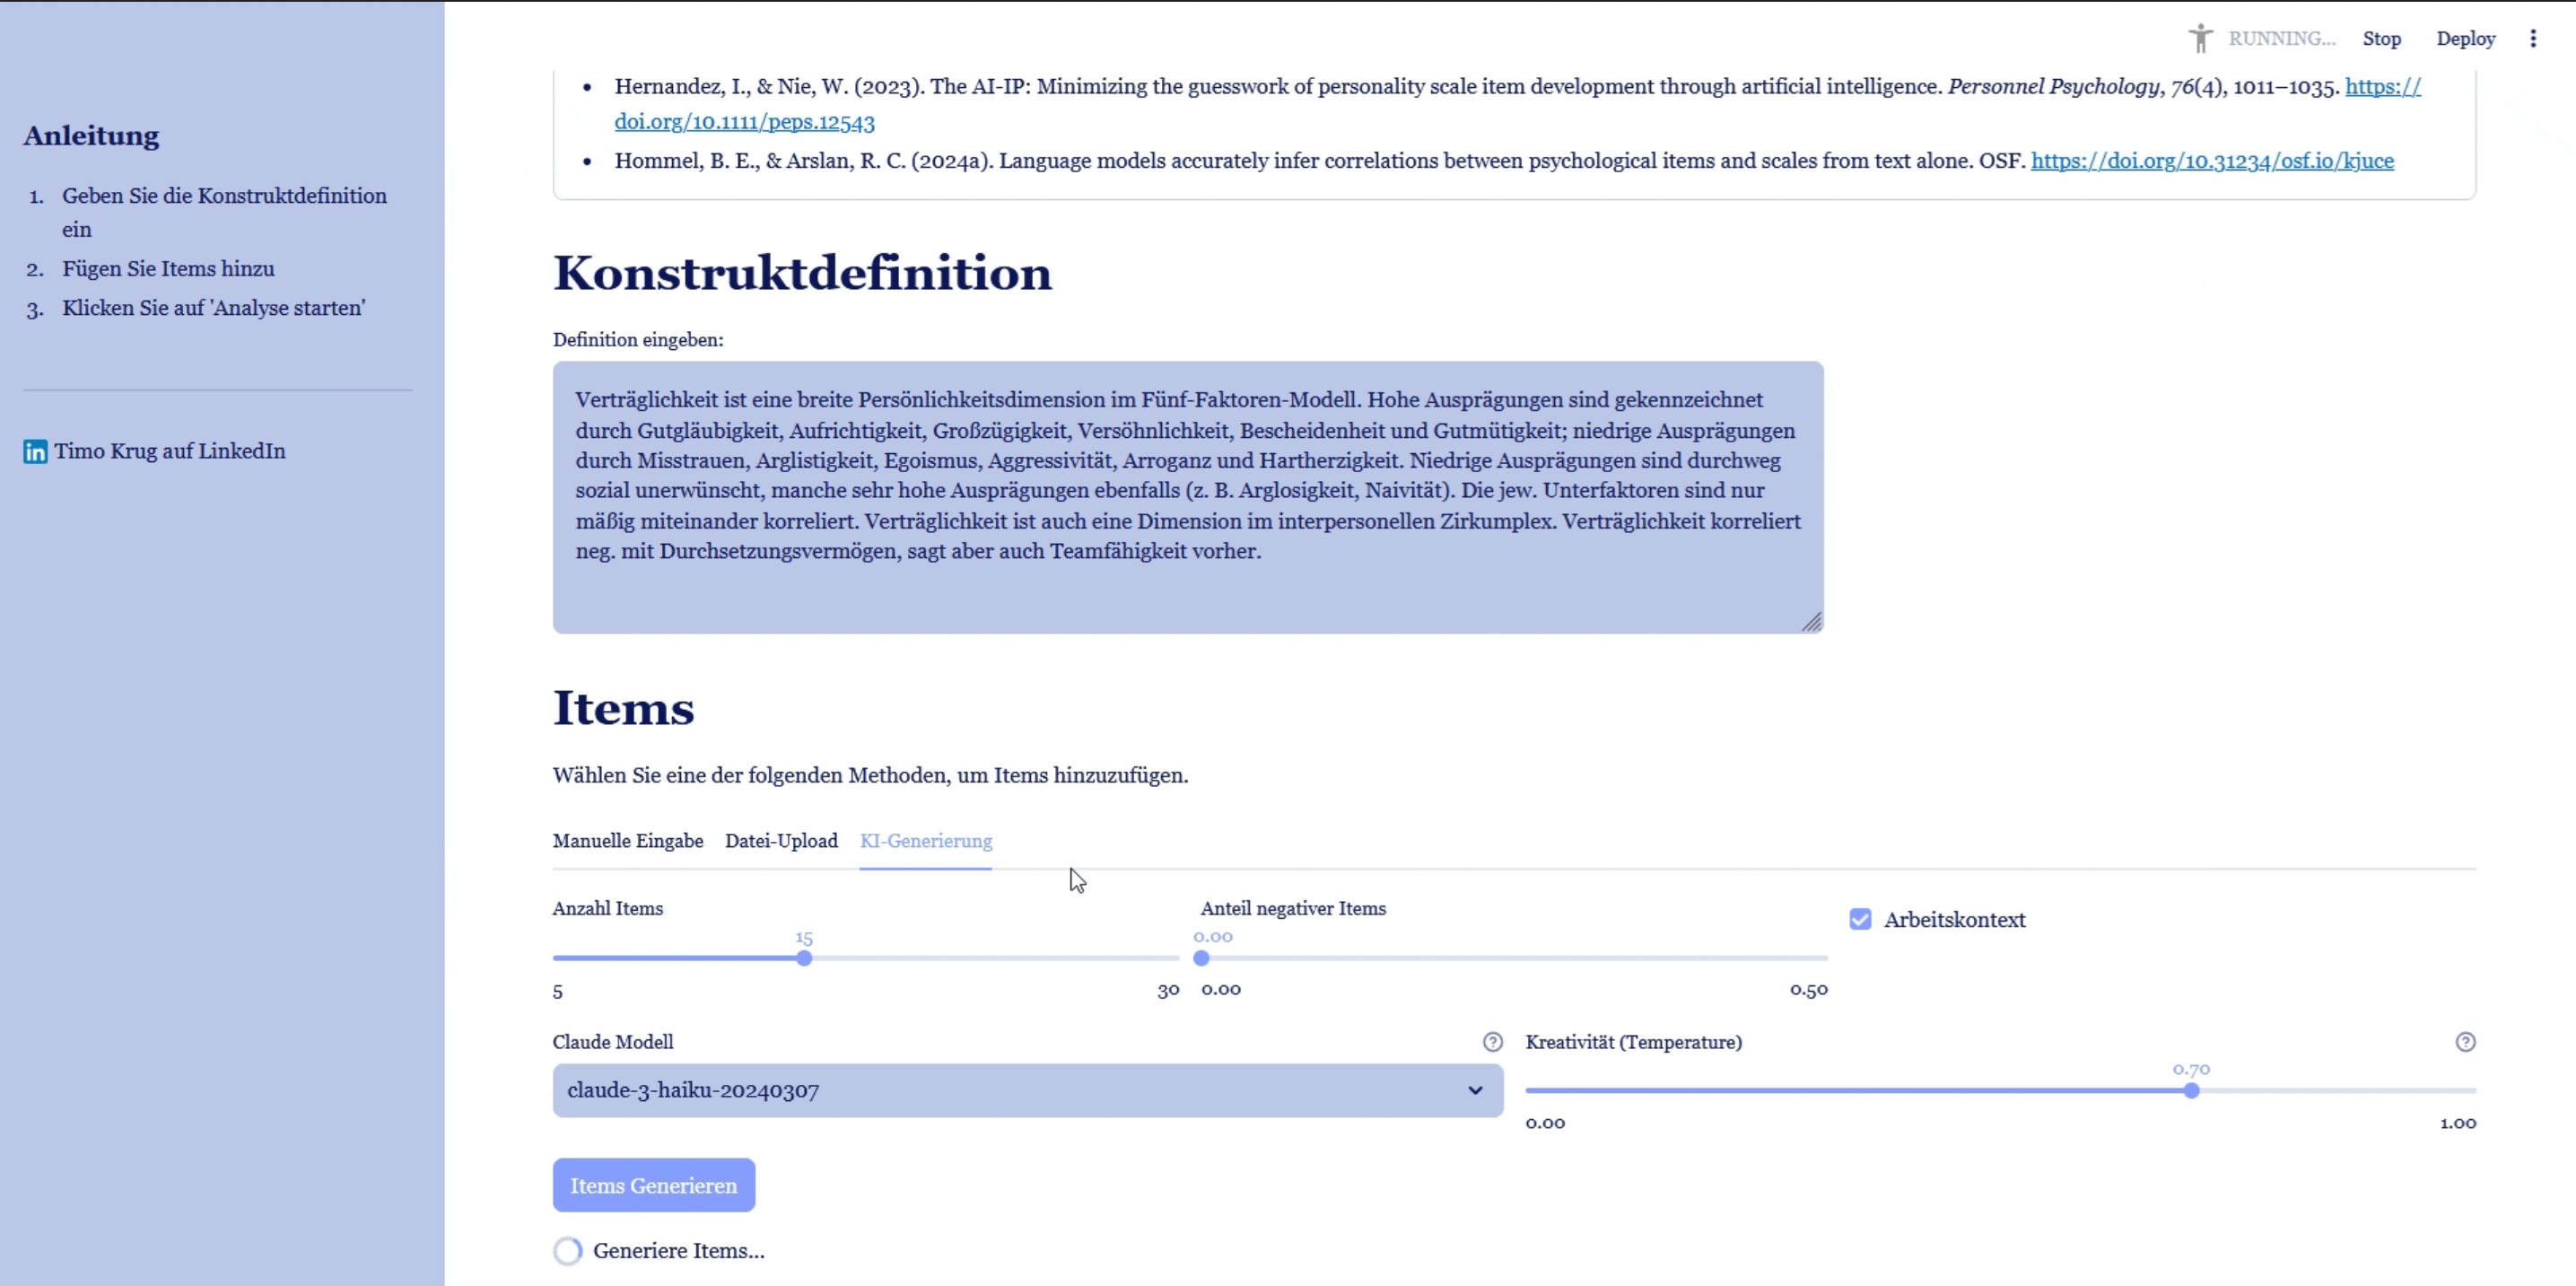 RUNNING... Stop Deploy
Anleitung
1. Geben Sie die Konstruktdefinition
ein
2. Fügen Sie Items hinzu
3. Klicken Sie auf 'Analyse starten'
in Timo Krug auf LinkedIn
• Hernandez, I., & Nie, W. (2023). The AI-IP: Minimizing the guesswork of personality scale item development through artificial intelligence. Personnel Psychology, 76(4), 1011–1035. https://
doi.org/10.1111/peps.12543
• Hommel, B. E., & Arslan, R. C. (2024a). Language models accurately infer correlations between psychological items and scales from text alone. OSF. https://doi.org/10.31234/osf.io/kjuce
Konstruktdefinition
Definition eingeben:
Verträglichkeit ist eine breite Persönlichkeitsdimension im Fünf-Faktoren-Modell. Hohe Ausprägungen sind gekennzeichnet
durch Gutgläubigkeit, Aufrichtigkeit, Großzügigkeit, Versöhnlichkeit, Bescheidenheit und Gutmütigkeit; niedrige Ausprägungen
durch Misstrauen, Arglistigkeit, Egoismus, Aggressivität, Arroganz und Hartherzigkeit. Niedrige Ausprägungen sind durchweg
sozial unerwünscht, manche sehr hohe Ausprägungen ebenfalls (z. B. Arglosigkeit, Naivität). Die jew. Unterfaktoren sind nur
mäßig miteinander korreliert. Verträglichkeit ist auch eine Dimension im interpersonellen Zirkumplex. Verträglichkeit korreliert
neg. mit Durchsetzungsvermögen, sagt aber auch Teamfähigkeit vorher.
Items
Wählen Sie eine der folgenden Methoden, um Items hinzuzufügen.
Manuelle Eingabe Datei-Upload KI-Generierung
Anzahl Items
15
5 30
Anteil negativer Items
0.00
0.00 0.50
Arbeitskontext
Claude Modell
claude-3-haiku-20240307
Kreativität (Temperature)
0.70
0.00 1.00
Items Generieren
Generiere Items...